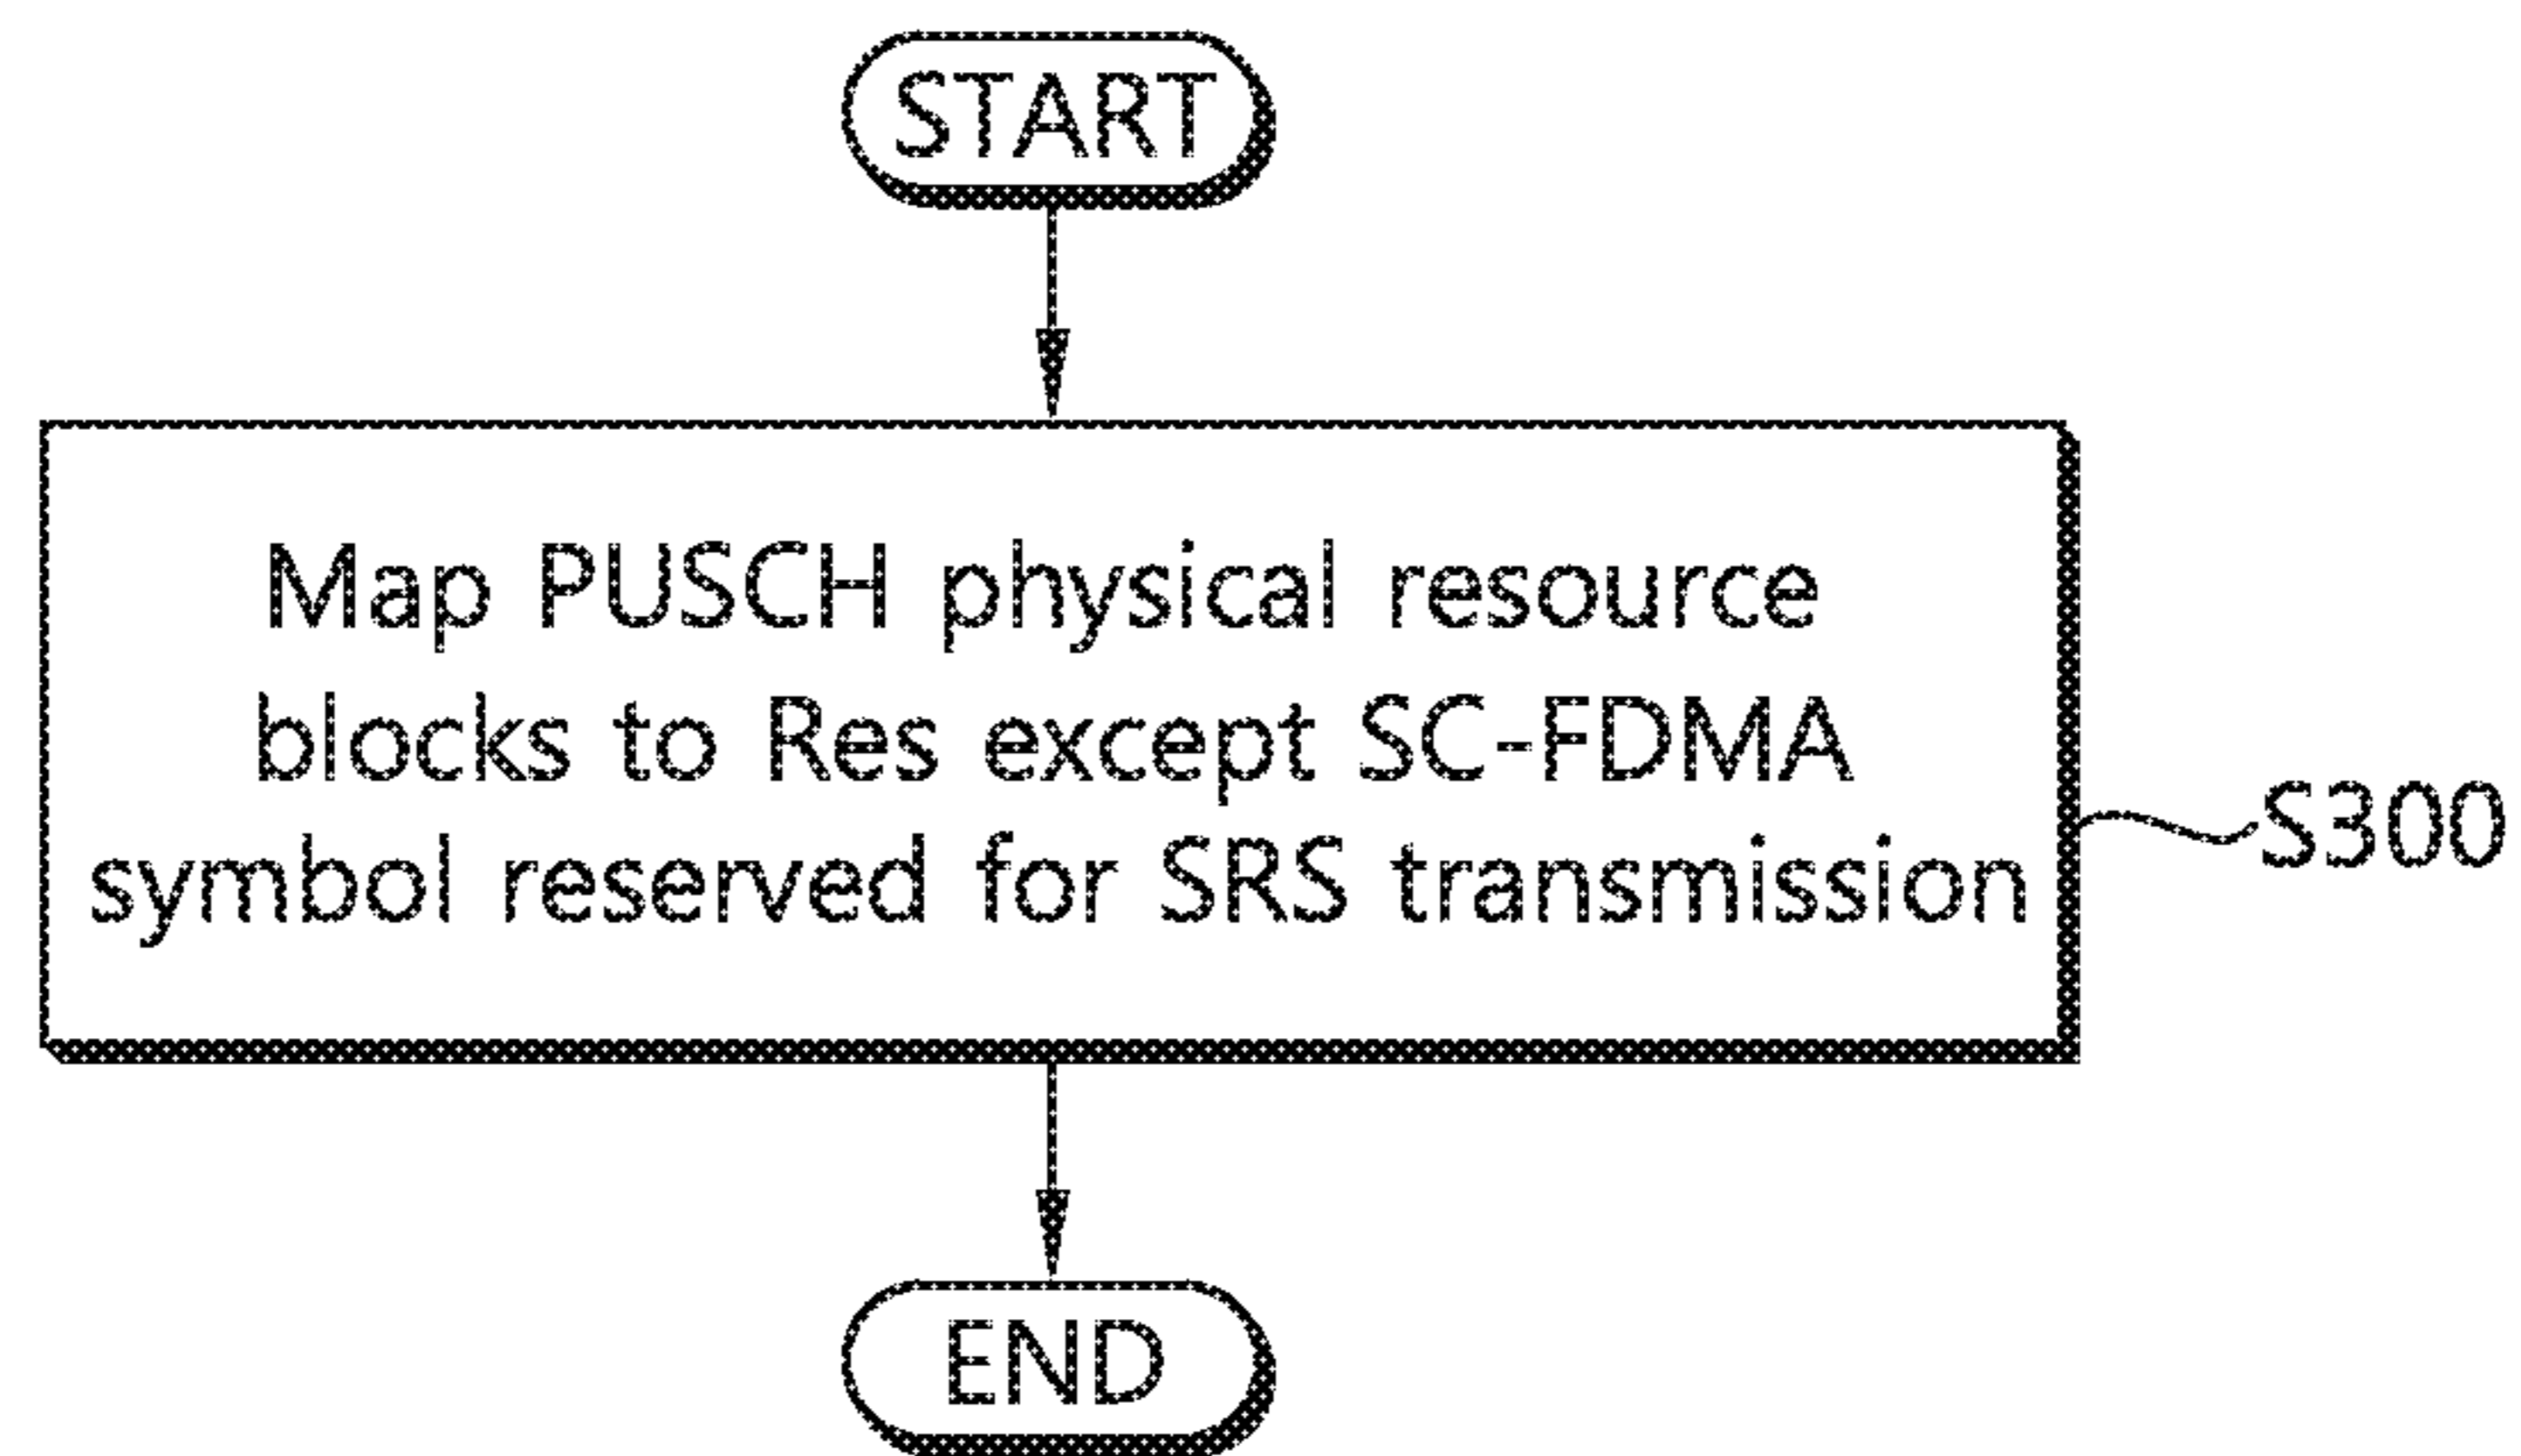 START
Map PUSCH physical resource
blocks to Res except SC-FDMA
symbol reserved for SRS transmission
S300
END